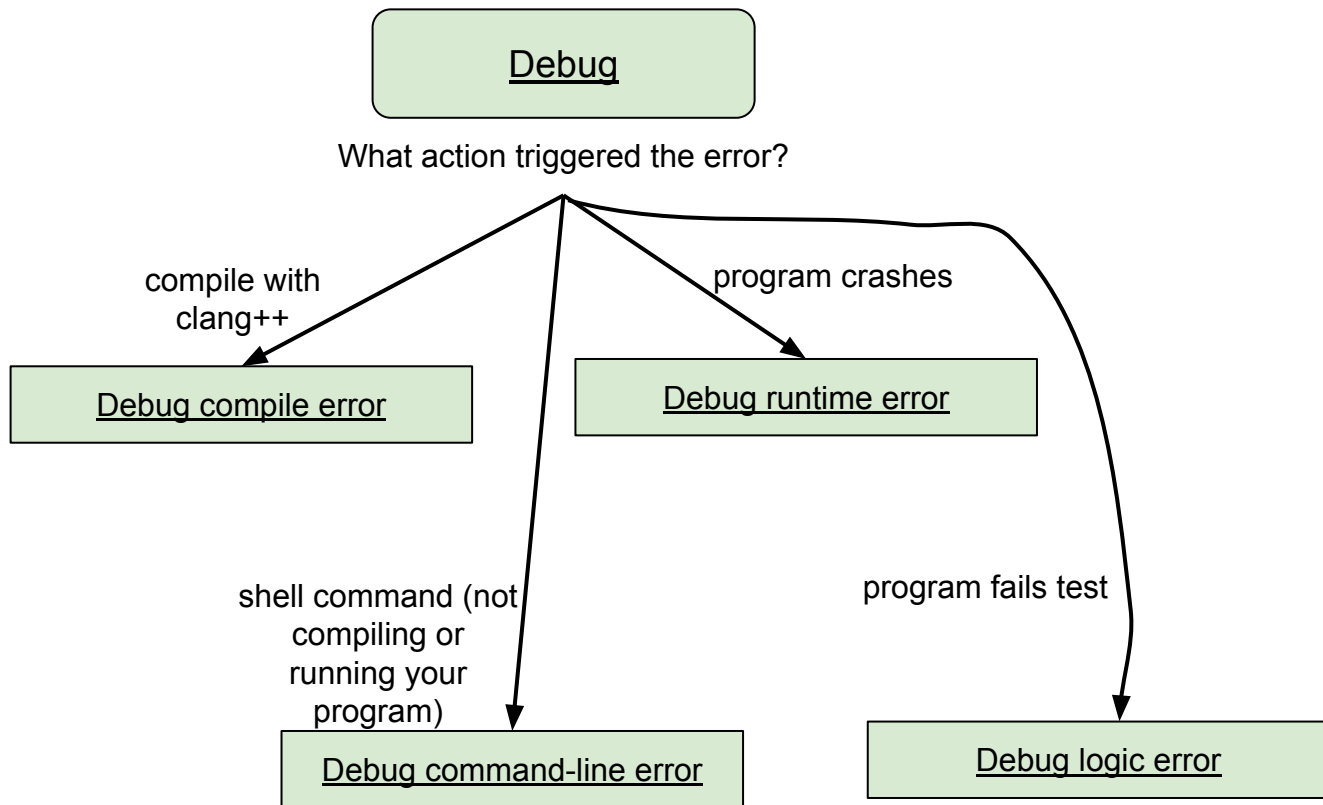 Debug
What action triggered the error?
compile with
clang++
program crashes
Debug compile error
Debug runtime error
shell command (not
compiling or
running your
program)
program fails test
Debug command-line error
Debug logic error